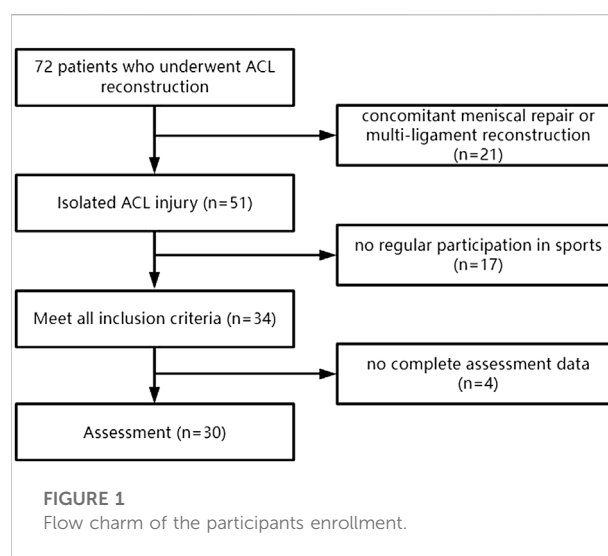 72 patients who underwent ACL
reconstruction
concomitant meniscal repair or
multi-ligament reconstruction
(n=21)
Isolated ACL injury (n=51)
no regular participation in sports
(n=17)
Meet all inclusion criteria (n=34)
no complete assessment data
(n=4)
Assessment (n=30)
FIGURE 1
Flow charm of the participants enrollment.